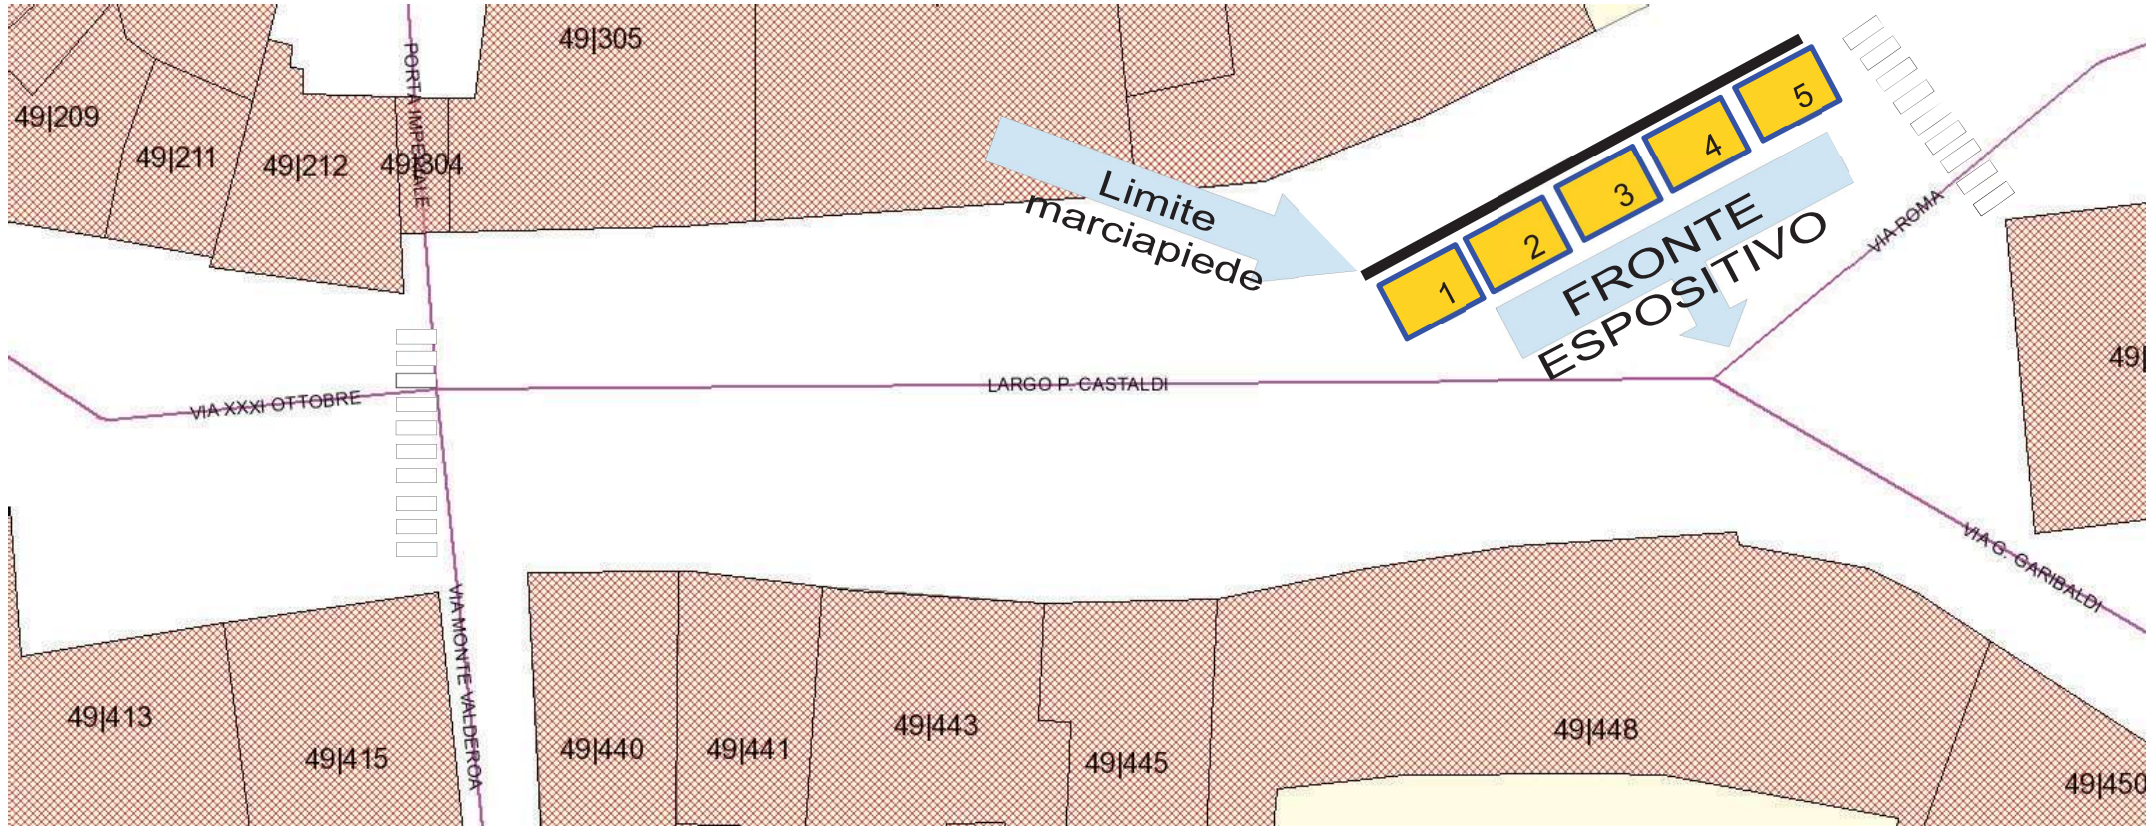 49|305
PORTA IMPERIALE
49|209
49|211
49|212
49|304
Limite
marciapiede
1
2
3
4
5
FRONTE
ESPOSITIVO
VIA ROMA
49|
VIA XXXI OTTOBRE
LARGO P. CASTALDI
VIA G. GARIBALDI
VIA MONTE VALDEROA
49|413
49|415
49|440
49|441
49|443
49|445
49|448
49|450